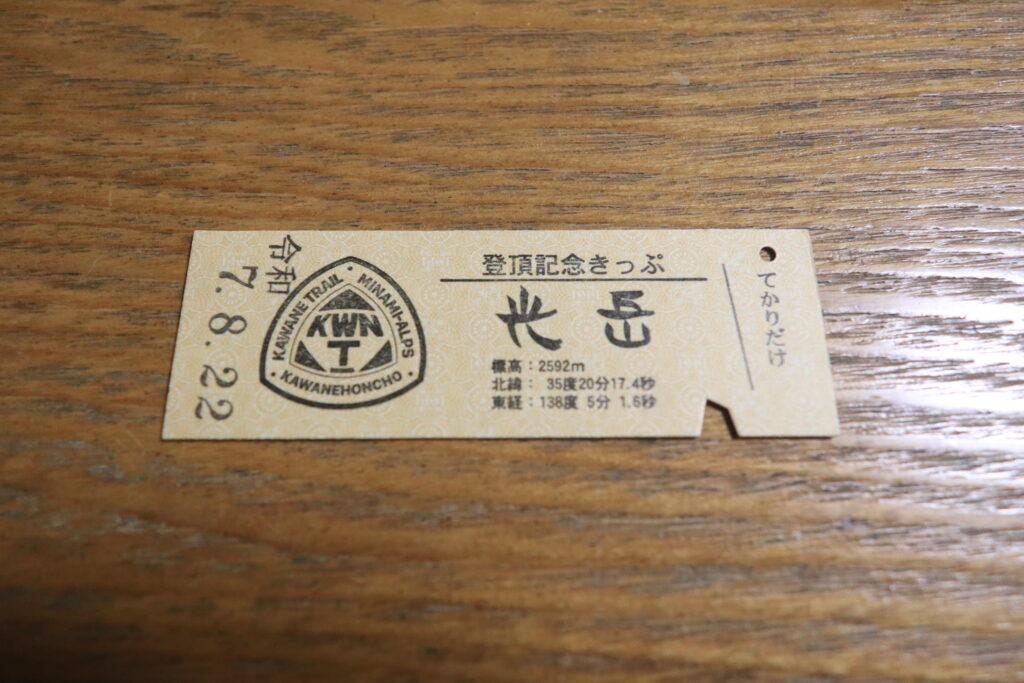 令和
7.8.22
KAWANE TRAIL・MINAMI-ALPS
KWN
T
・KAWANEHONCHO・
登頂記念きっぷ
光岳
標高：2592m
北緯： 35度20分17.4秒
東経：138度 5分 1.6秒
てかりだけ